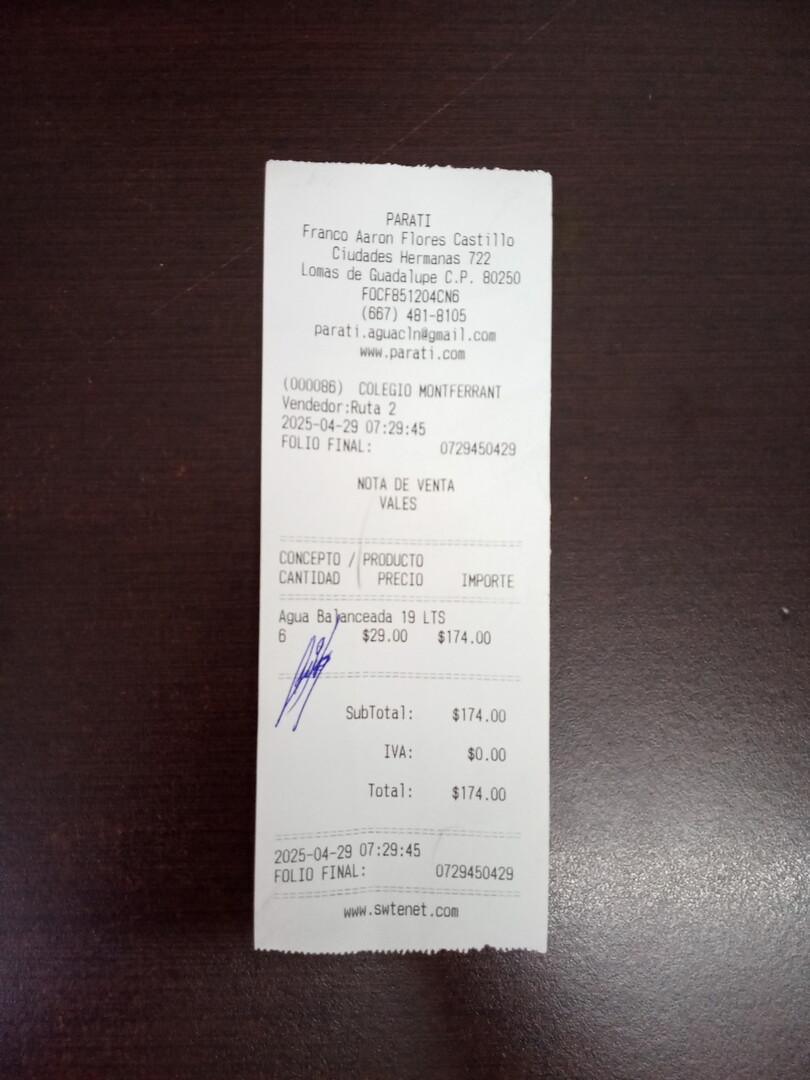 PARATI
Franco Aaron Flores Castillo
Ciudades Hermanas 722
Lomas de Guadalupe C.P. 80250
FOCF851204CN6
(667) 481-8105
parati.aguacln@gmail.com
www.parati.com
(000086) COLEGIO MONTFERRANT
Vendedor:Ruta 2
2025-04-29 07:29:45
FOLIO FINAL: 0729450429
NOTA DE VENTA
VALES
CONCEPTO / PRODUCTO
CANTIDAD PRECIO IMPORTE
Agua Balanceada 19 LTS
6 $29.00 $174.00
SubTotal: $174.00
IVA: $0.00
Total: $174.00
2025-04-29 07:29:45
FOLIO FINAL: 0729450429
www.swtenet.com